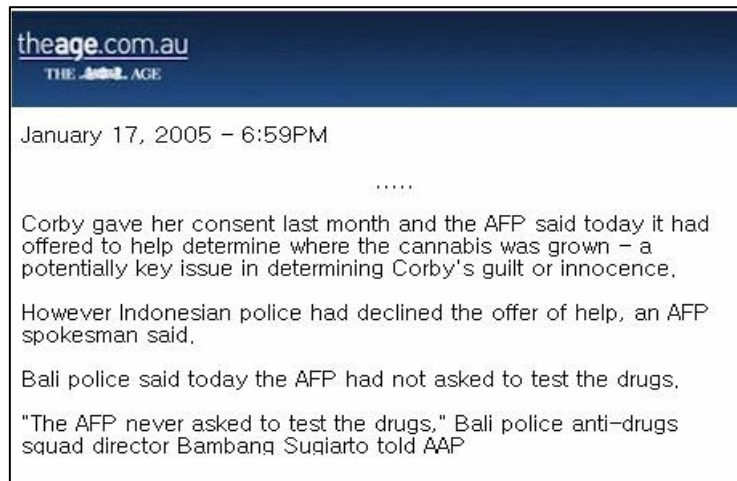 theage.com.au
THE AGE
January 17, 2005 - 6:59PM
.....
Corby gave her consent last month and the AFP said today it had
offered to help determine where the cannabis was grown - a
potentially key issue in determining Corby's guilt or innocence.
However Indonesian police had declined the offer of help, an AFP
spokesman said.
Bali police said today the AFP had not asked to test the drugs.
"The AFP never asked to test the drugs," Bali police anti-drugs
squad director Bambang Sugiarto told AAP